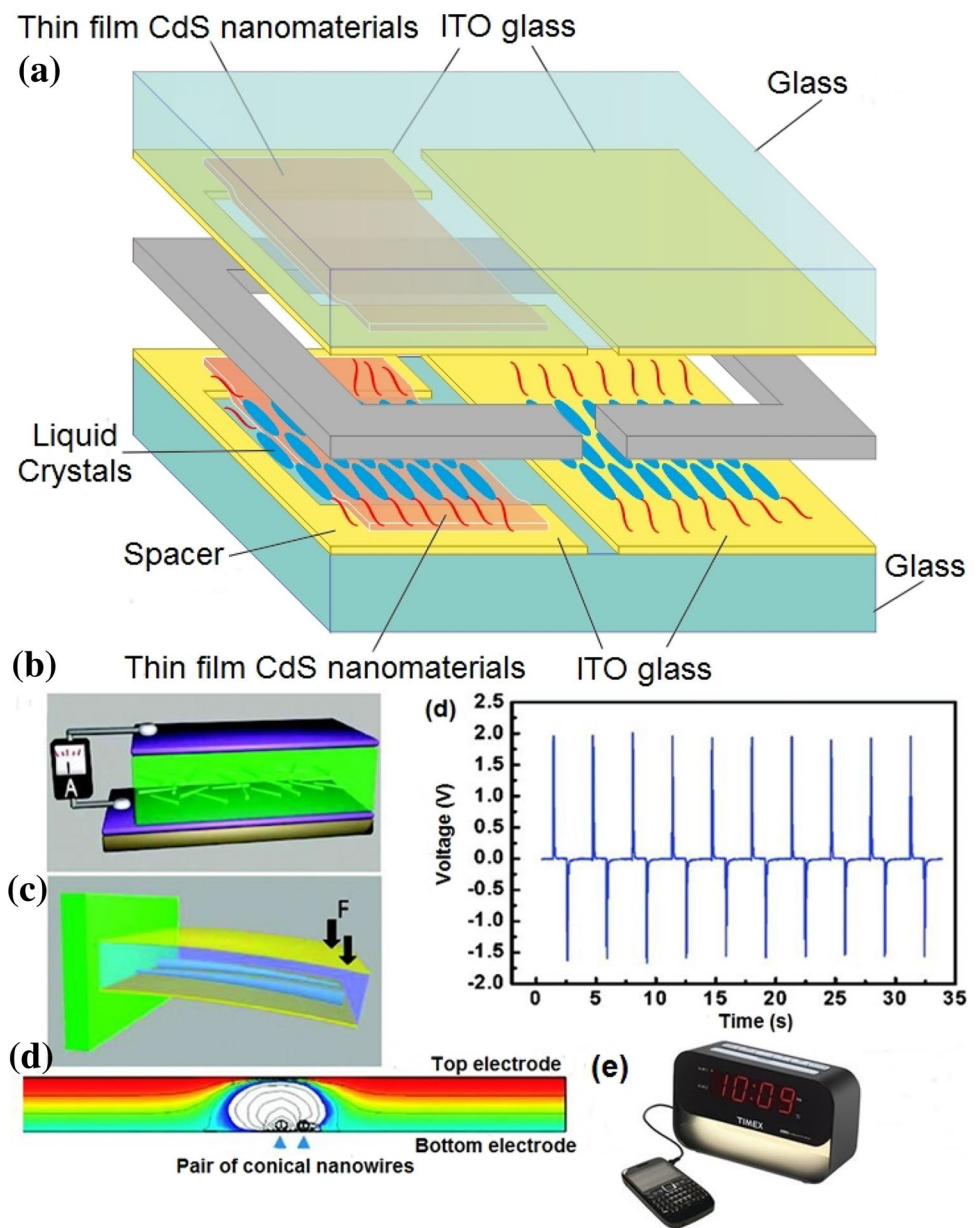 Thin film CdS nanomaterials
ITO glass
(a)
Glass
Liquid
Crystals
Spacer
Glass
(b)
Thin film CdS nanomaterials
ITO glass
A
(c)
F
(d)
Voltage (V)
2.5
2.0
1.5
1.0
0.5
0.0
-0.5
-1.0
-1.5
-2.0
0 5 10 15 20 25 30 35
Time (s)
(d)
Top electrode
Bottom electrode
Pair of conical nanowires
(e)
10:09
TIMEX